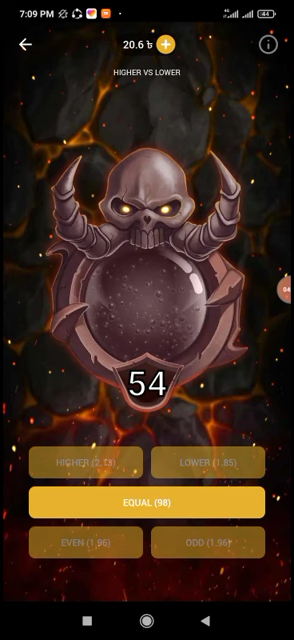 7:09 PM
44
20.6 ৳
HIGHER VS LOWER
54
HIGHER (2.13) LOWER (1.85)
EQUAL (98)
EVEN (1.96) ODD (1.96)